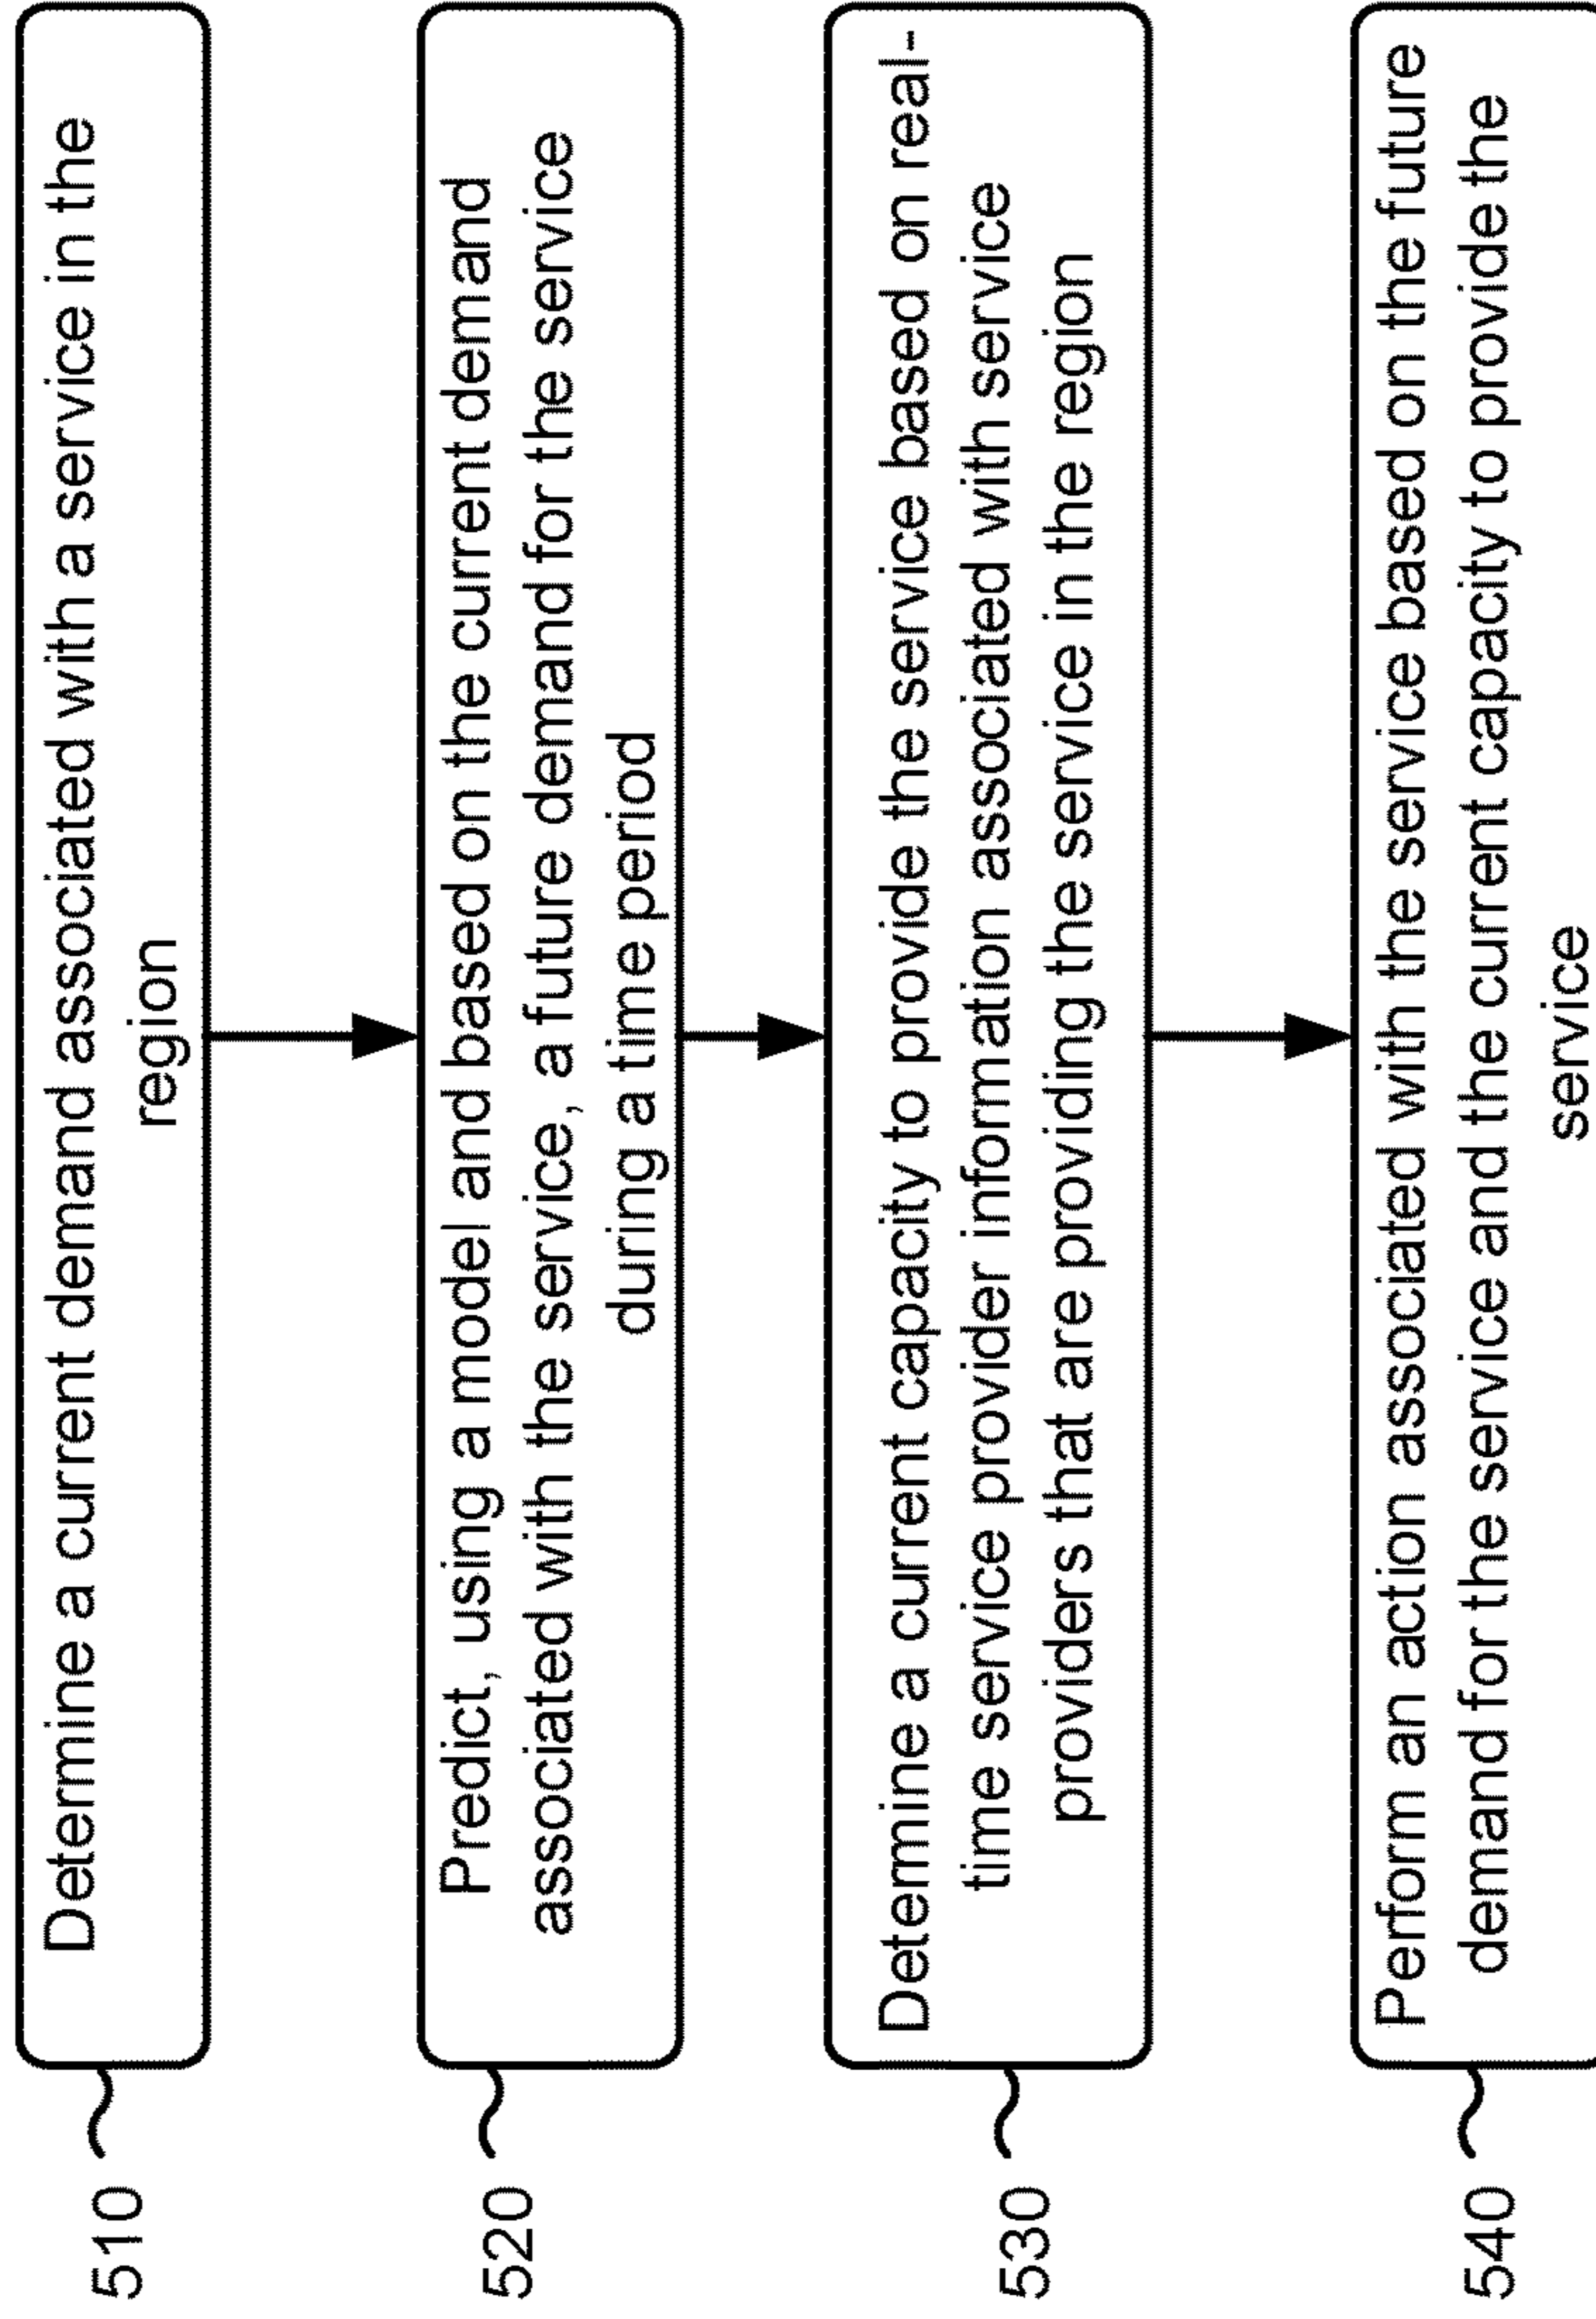 510
Determine a current demand associated with a service in the
region
520
Predict, using a model and based on the current demand
associated with the service, a future demand for the service
during a time period
530
Determine a current capacity to provide the service based on real-
time service provider information associated with service
providers that are providing the service in the region
540
Perform an action associated with the service based on the future
demand for the service and the current capacity to provide the
service